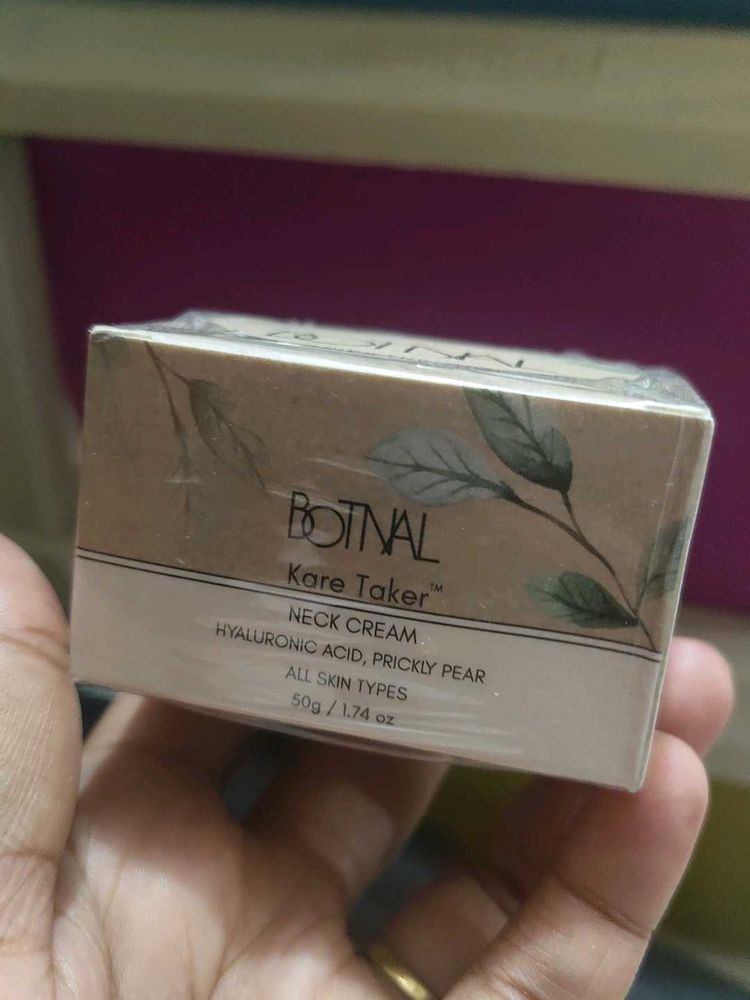 BOTNAL
Kare Taker™
NECK CREAM
HYALURONIC ACID, PRICKLY PEAR
ALL SKIN TYPES
50g / 1.74 oz